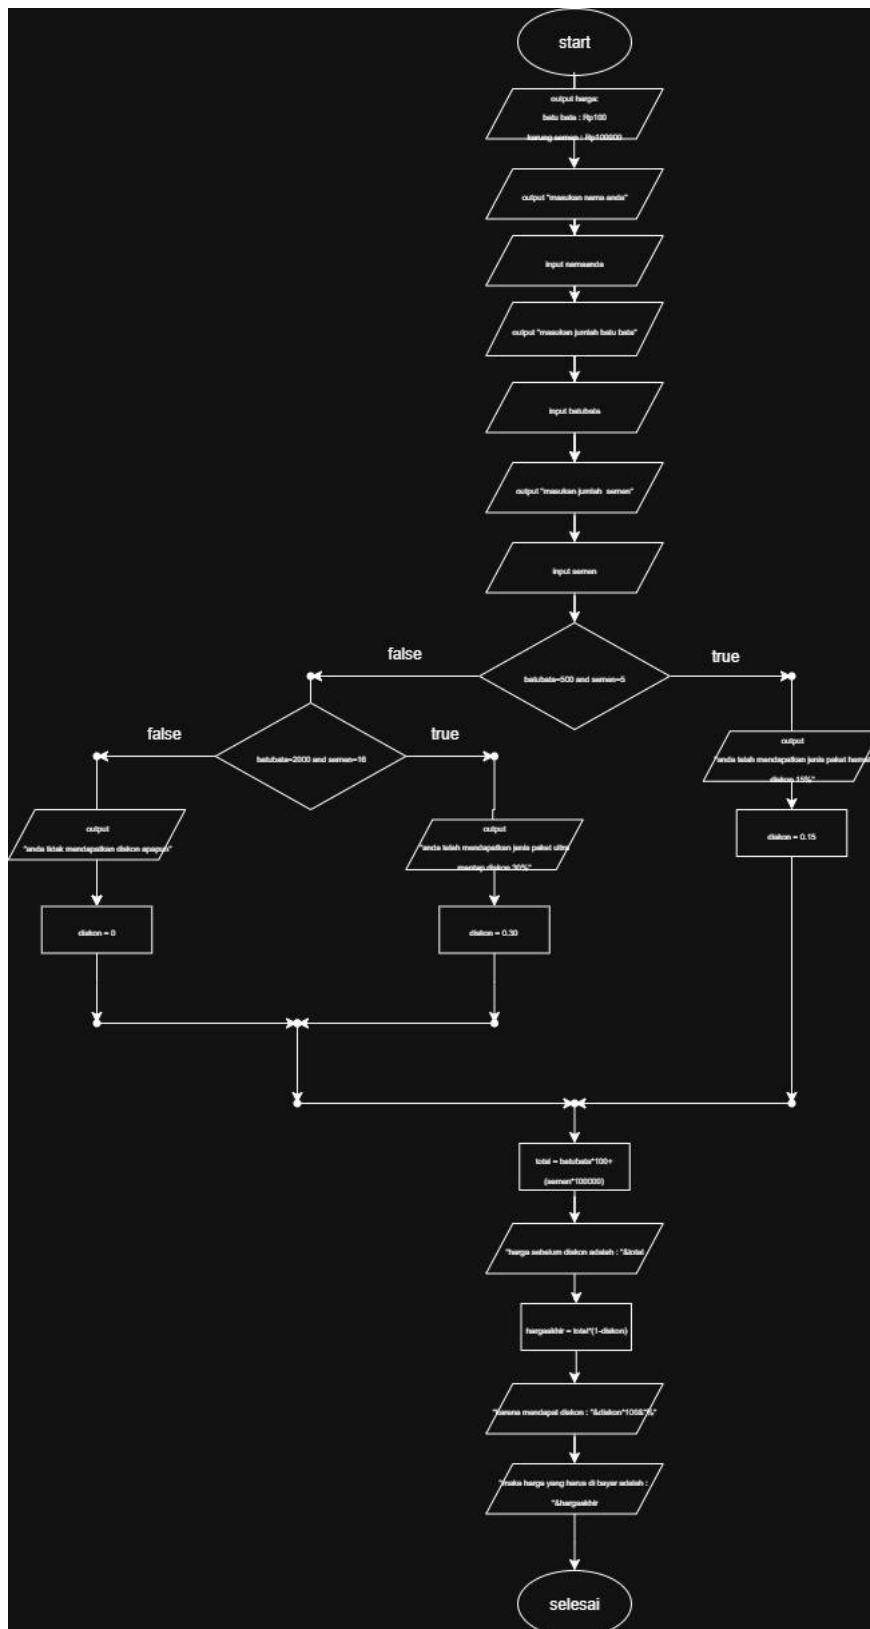 start
output harga:
batu bata : Rp100
karung semen : Rp100000
output "masukan nama anda"
input namaanda
output "masukan jumlah batu bata"
input batubata
output "masukan jumlah semen"
input semen
false
true
batubata=500 and semen=5
false
true
batubata=2000 and semen=16
output
"anda telah mendapatkan jenis paket hemat
diskon 15%"
output
"anda tidak mendapatkan diskon apapun"
output
"anda telah mendapatkan jenis paket ultra
mantap diskon 30%"
diskon = 0.15
diskon = 0
diskon = 0.30
total = batubata*100+
(semen*100000)
"harga sebelum diskon adalah : "&total
hargaakhir = total*(1-diskon)
"karena mendapat diskon : "&diskon*100&"%"
"maka harga yang harus di bayar adalah :
"&hargaakhir
selesai